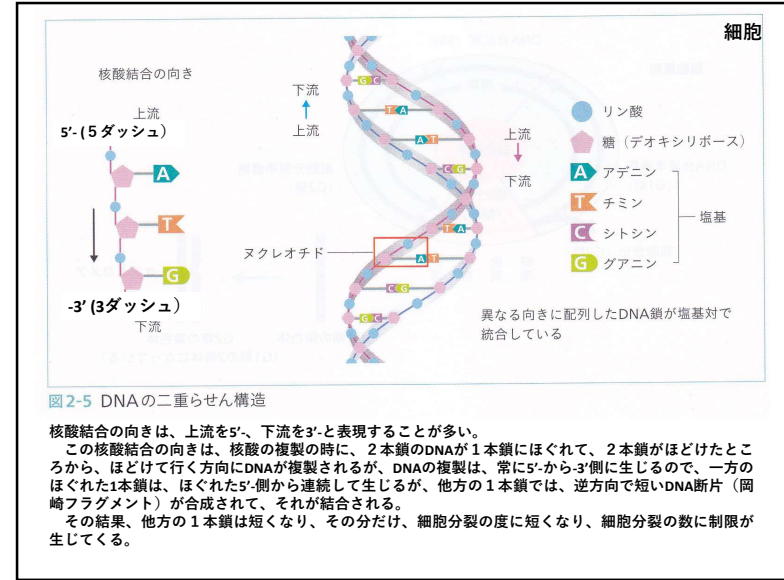 細胞
核酸結合の向き
上流
5’- (５ダッシュ)
A
T
G
-3’ (3ダッシュ)
下流
下流
上流
G C
T A
A T
C G
上流
下流
T A
A T
C G
G C
ヌクレオチド
リン酸
糖（デオキシリボース）
A アデニン
T チミン
C シトシン
G グアニン
塩基
異なる向きに配列したDNA鎖が塩基対で
統合している
図2-5 DNAの二重らせん構造
核酸結合の向きは、上流を5’-、下流を3’-と表現することが多い。
この核酸結合の向きは、核酸の複製の時に、２本鎖のDNAが１本鎖にほぐれて、２本鎖がほどけたとこ
ろから、ほどけて行く方向にDNAが複製されるが、DNAの複製は、常に5’-から-3’側に生じるので、一方の
ほぐれた1本鎖は、ほぐれた5’-側から連続して生じるが、他方の１本鎖では、逆方向で短いDNA断片（岡
崎フラグメント）が合成されて、それが結合される。
その結果、他方の１本鎖は短くなり、その分だけ、細胞分裂の度に短くなり、細胞分裂の数に制限が
生じてくる。